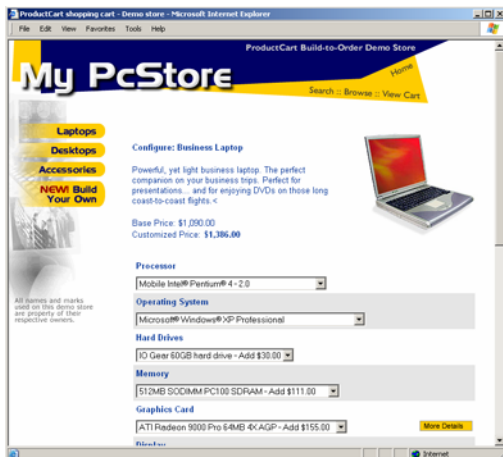 ProductCart shopping cart - Demo store - Microsoft Internet Explorer
File Edit View Favorites Tools Help
ProductCart Build-to-Order Demo Store
My PcStore
Home
Search :: Browse :: View Cart
Laptops
Desktops
Accessories
NEW! Build
Your Own
All names and marks
used on this demo store
are property of their
respective owners.
Configure: Business Laptop
Powerful, yet light business laptop. The perfect
companion on your business trips. Perfect for
presentations... and for enjoying DVDs on those long
coast-to-coast flights.<
Base Price: $1,090.00
Customized Price: $1,386.00
Processor
Mobile Intel® Pentium® 4 - 2.0
Operating System
Microsoft® Windows® XP Professional
Hard Drives
IO Gear 60GB hard drive - Add $30.00
Memory
512MB SODIMM PC100 SDRAM - Add $111.00
Graphics Card
ATI Radeon 9000 Pro 64MB 4X AGP - Add $155.00
More Details
Display
Internet